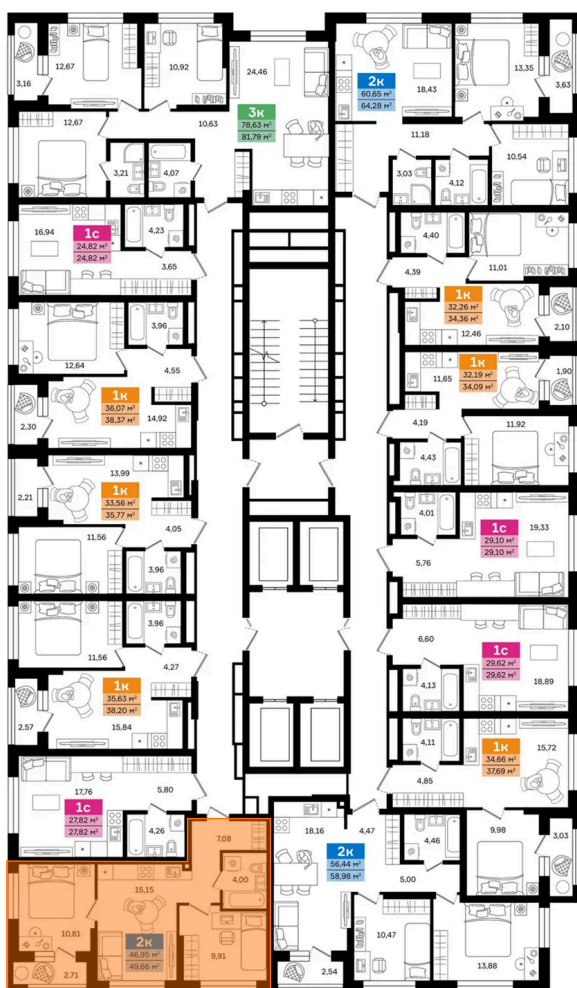 3,16
12,67
10,92
24,46
3к
78,63 м²
81,79 м²
12,67
10,63
3,21
4,07
2к
60,65 м²
64,28 м²
18,43
13,35
3,63
11,18
3,03
4,12
10,54
16,94
1с
24,82 м²
24,82 м²
4,23
3,65
4,40
4,39
11,01
1к
32,26 м²
34,36 м²
12,46
2,10
12,64
3,96
4,55
1к
36,07 м²
38,37 м²
14,92
2,30
1к
32,19 м²
34,09 м²
11,65
1,90
4,19
11,92
4,43
13,99
2,21
1к
33,56 м²
35,77 м²
4,05
11,56
3,96
4,01
19,33
1с
29,10 м²
29,10 м²
5,76
3,96
11,56
4,27
1к
35,63 м²
38,20 м²
2,57
15,84
6,60
1с
29,62 м²
29,62 м²
4,13
18,89
4,11
1к
34,66 м²
37,69 м²
15,72
4,85
17,76
5,80
1с
27,82 м²
27,82 м²
4,26
7,08
15,15
4,00
10,81
2к
46,95 м²
49,66 м²
9,91
2,71
18,16
4,47
2к
56,44 м²
58,98 м²
4,46
5,00
9,98
3,03
10,47
13,88
2,54